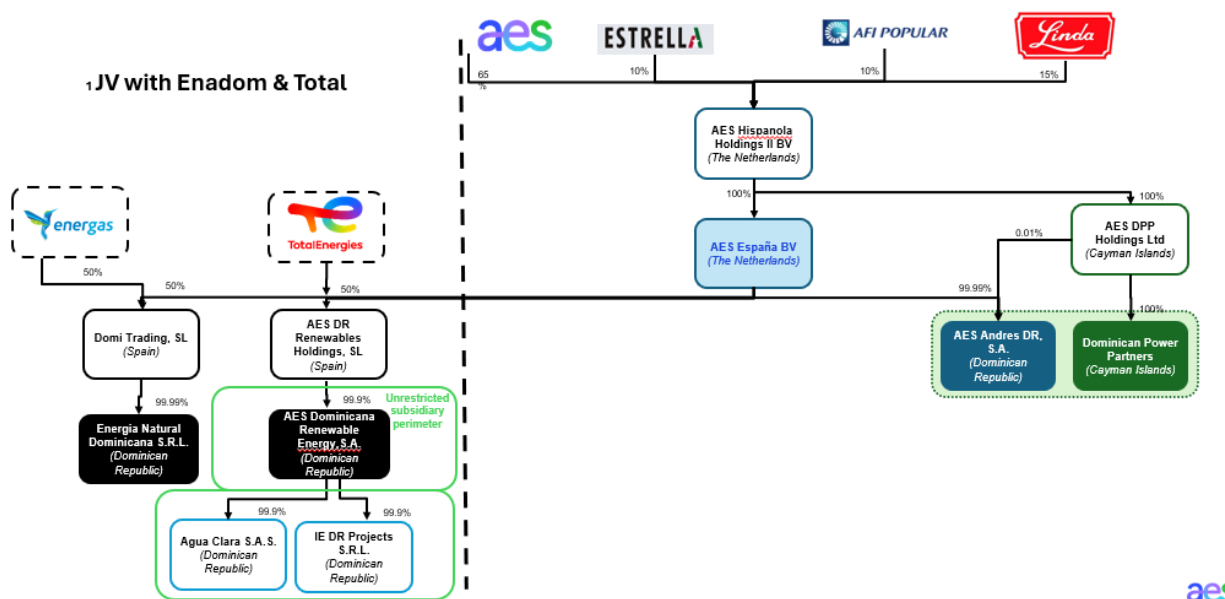 aes
ESTRELLA
AFI POPULAR
Linda
1JV with Enadom & Total
65
%
10%
10%
15%
AES Hispanola
Holdings II BV
(The Netherlands)
100%
100%
energas
TotalEnergies
AES España BV
(The Netherlands)
0.01%
AES DPP
Holdings Ltd
(Cayman Islands)
50%
50%
50%
99.99%
100%
Domi Trading, SL
(Spain)
AES DR
Renewables
Holdings, SL
(Spain)
AES Andres DR,
S.A.
(Dominican
Republic)
Dominican Power
Partners
(Cayman Islands)
99.99%
99.9%
Unrestricted
subsidiary
perimeter
Energia Natural
Dominicana S.R.L.
(Dominican
Republic)
AES Dominicana
Renewable
Energy,S.A.
(Dominican
Republic)
99.9%
99.9%
Agua Clara S.A.S.
(Dominican
Republic)
IE DR Projects
S.R.L.
(Dominican
Republic)
aes